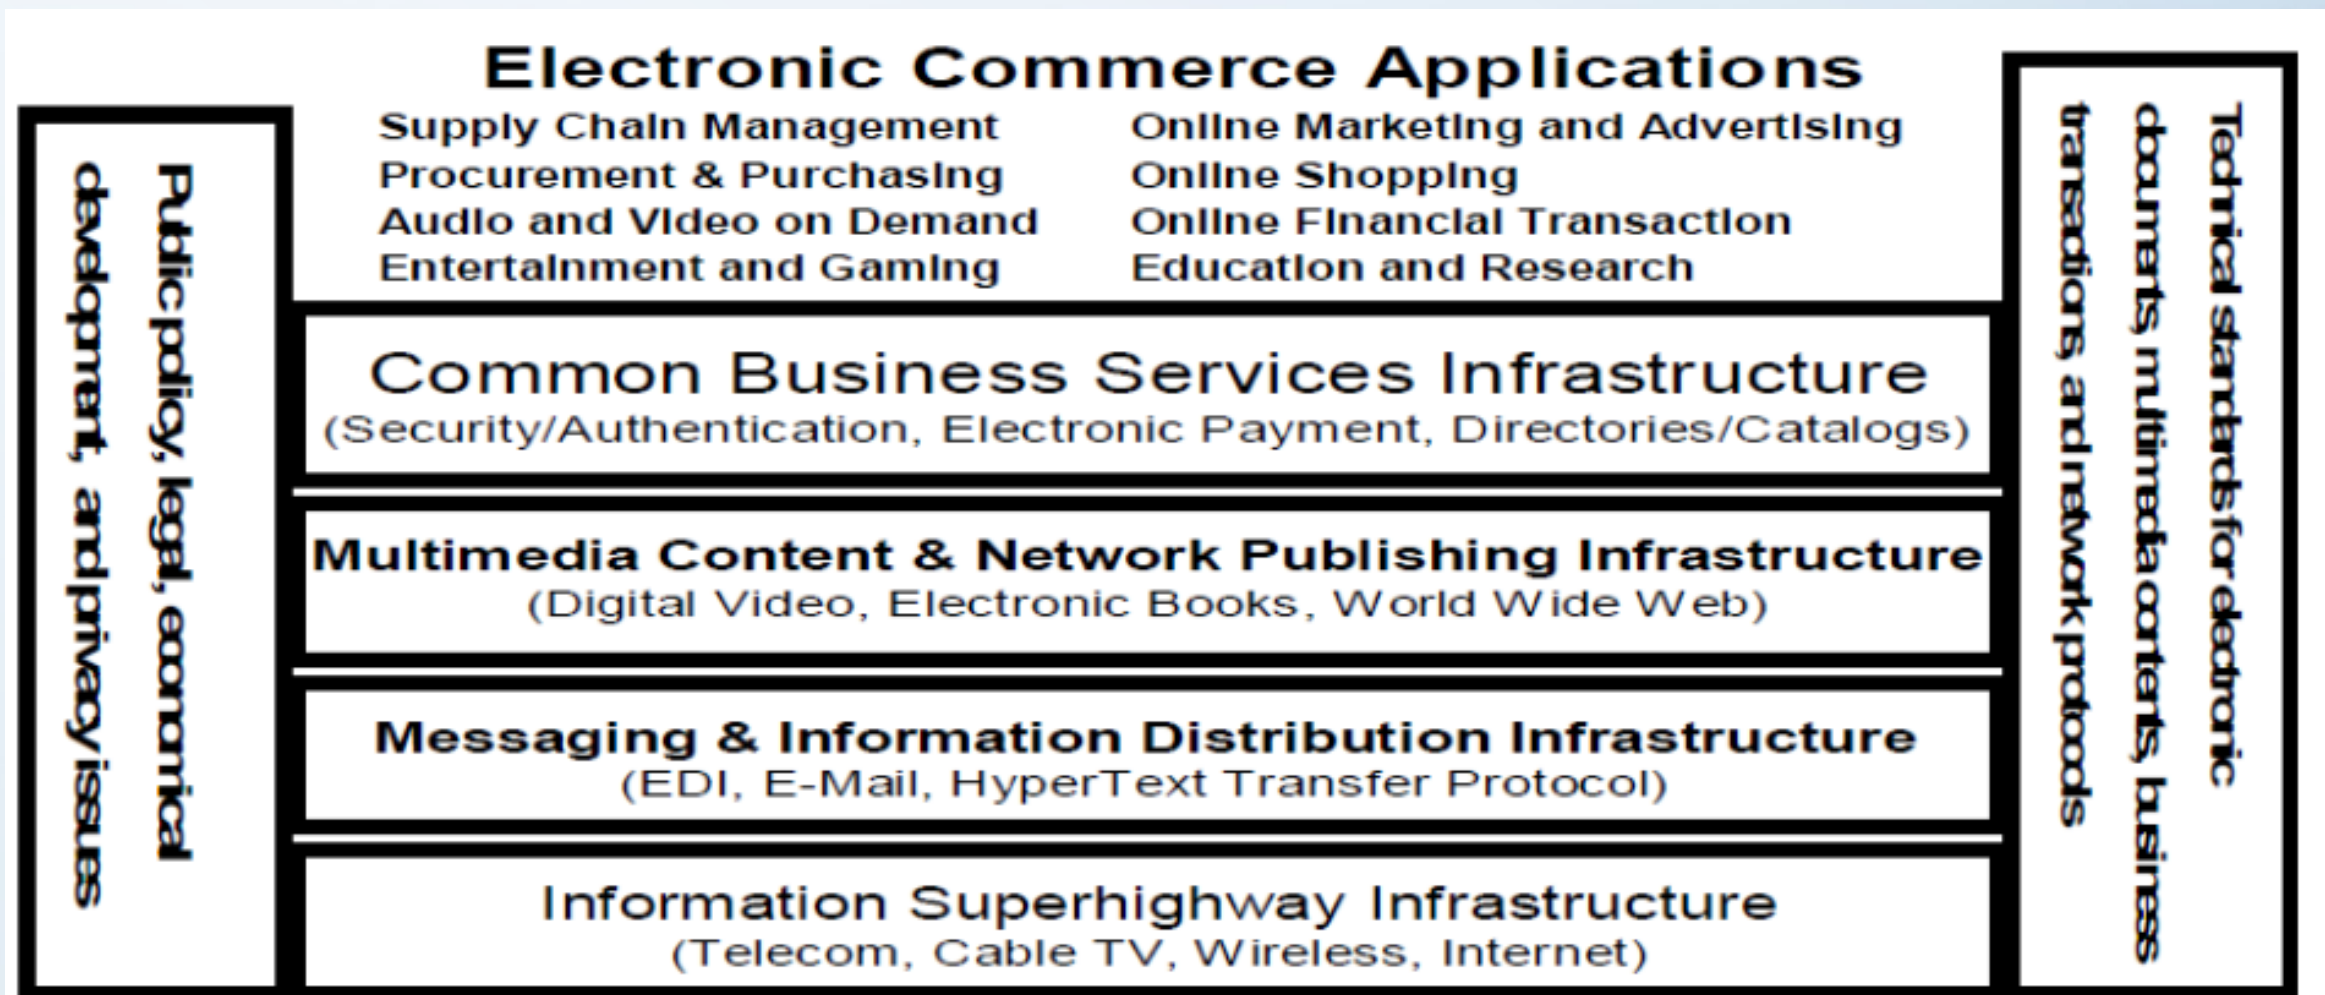 Electronic Commerce Applications
Supply Chain Management
Procurement & Purchasing
Audio and Video on Demand
Entertainment and Gaming
Online Marketing and Advertising
Online Shopping
Online Financial Transaction
Education and Research
Public policy, legal, economical
development, and privacy issues
Common Business Services Infrastructure
(Security/Authentication, Electronic Payment, Directories/Catalogs)
Multimedia Content & Network Publishing Infrastructure
(Digital Video, Electronic Books, World Wide Web)
Messaging & Information Distribution Infrastructure
(EDI, E-Mail, HyperText Transfer Protocol)
Information Superhighway Infrastructure
(Telecom, Cable TV, Wireless, Internet)
Technical standards for electronic
documents, multimedia contents, business
transactions, and network protocols